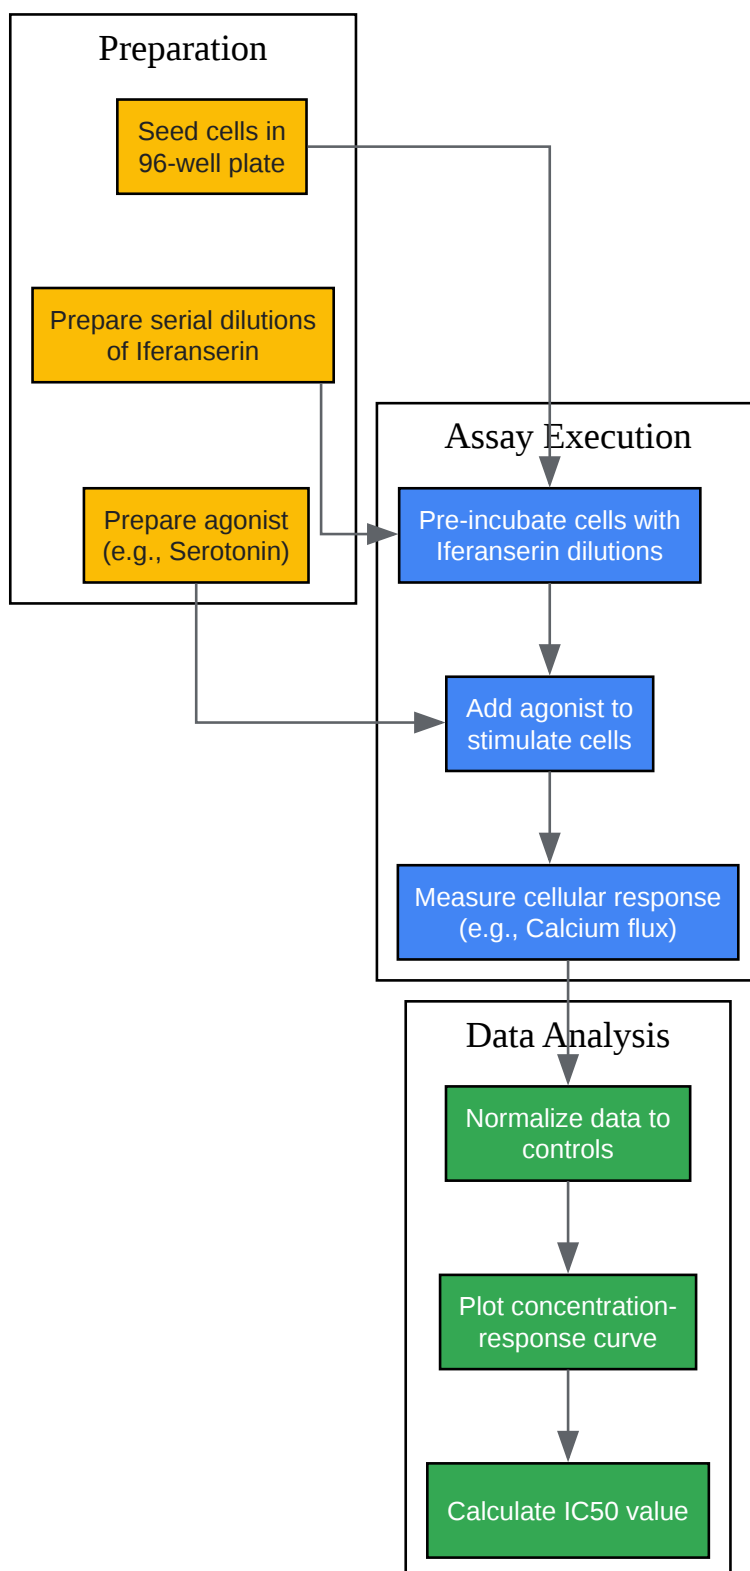 Preparation
Seed cells in
96-well plate
Prepare serial dilutions
of Iferanserin
Prepare agonist
(e.g., Serotonin)
Assay Execution
Pre-incubate cells with
Iferanserin dilutions
Add agonist to
stimulate cells
Measure cellular response
(e.g., Calcium flux)
Data Analysis
Normalize data to
controls
Plot concentration-
response curve
Calculate IC50 value